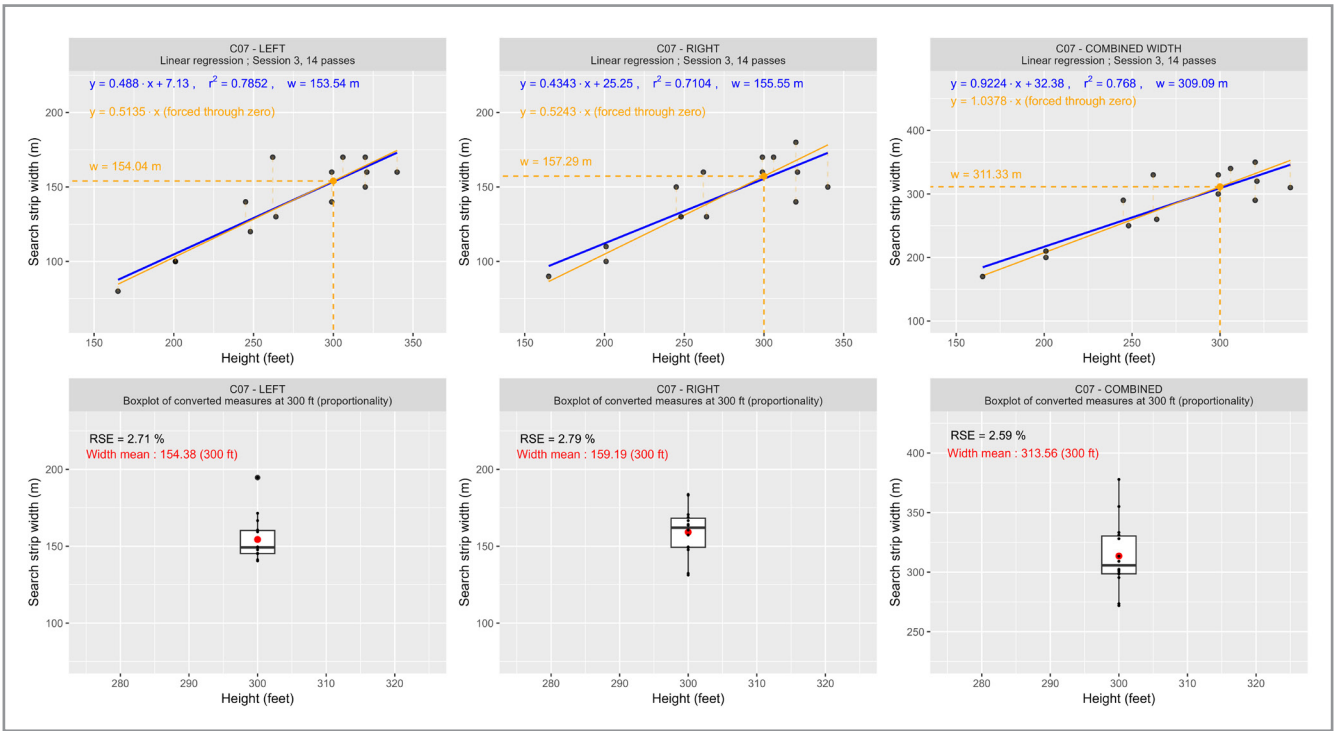 C07 - LEFT
Linear regression ; Session 3, 14 passes
y = 0.488 · x + 7.13 , r² = 0.7852 , w = 153.54 m
y = 0.5135 · x (forced through zero)
w = 154.04 m
Search strip width (m)
200
150
100
150 200 250 300 350
Height (feet)
C07 - RIGHT
Linear regression ; Session 3, 14 passes
y = 0.4343 · x + 25.25 , r² = 0.7104 , w = 155.55 m
y = 0.5243 · x (forced through zero)
w = 157.29 m
Search strip width (m)
200
150
100
150 200 250 300 350
Height (feet)
C07 - COMBINED WIDTH
Linear regression ; Session 3, 14 passes
y = 0.9224 · x + 32.38 , r² = 0.768 , w = 309.09 m
y = 1.0378 · x (forced through zero)
w = 311.33 m
Search strip width (m)
400
300
200
100
150 200 250 300
Height (feet)
C07 - LEFT
Boxplot of converted measures at 300 ft (proportionality)
RSE = 2.71 %
Width mean : 154.38 (300 ft)
Search strip width (m)
200
150
100
280 290 300 310 320
Height (feet)
C07 - RIGHT
Boxplot of converted measures at 300 ft (proportionality)
RSE = 2.79 %
Width mean : 159.19 (300 ft)
Search strip width (m)
200
150
100
280 290 300 310 320
Height (feet)
C07 - COMBINED
Boxplot of converted measures at 300 ft (proportionality)
RSE = 2.59 %
Width mean : 313.56 (300 ft)
Search strip width (m)
400
350
300
250
280 290 300 310 320
Height (feet)